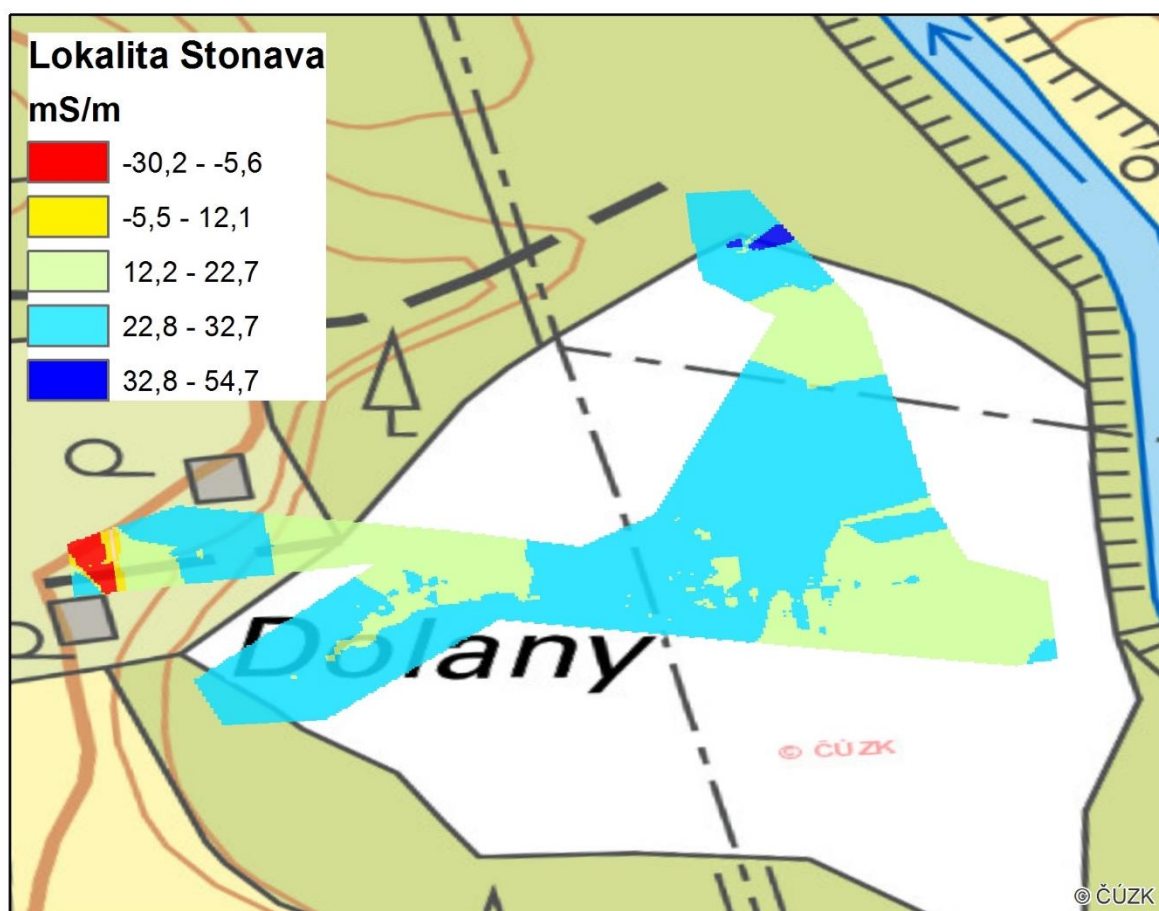 Lokalita Stonava
mS/m
-30,2 - -5,6
-5,5 - 12,1
12,2 - 22,7
22,8 - 32,7
32,8 - 54,7
Dolany
© ČÚZK
© ČÚZK